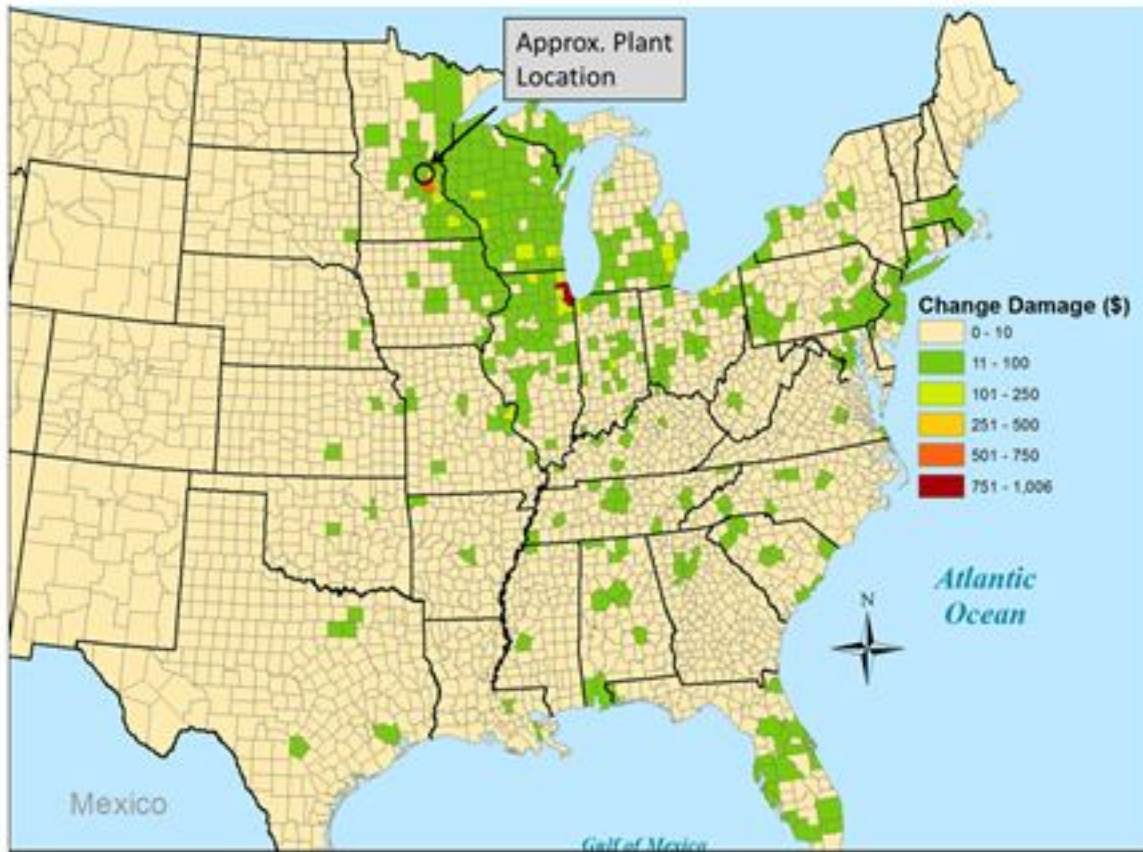 Approx. Plant
Location
Change Damage ($)
0 - 10
11 - 100
101 - 250
251 - 500
501 - 750
751 - 1,006
Atlantic
Ocean
N
Mexico
Gulf of Mexico